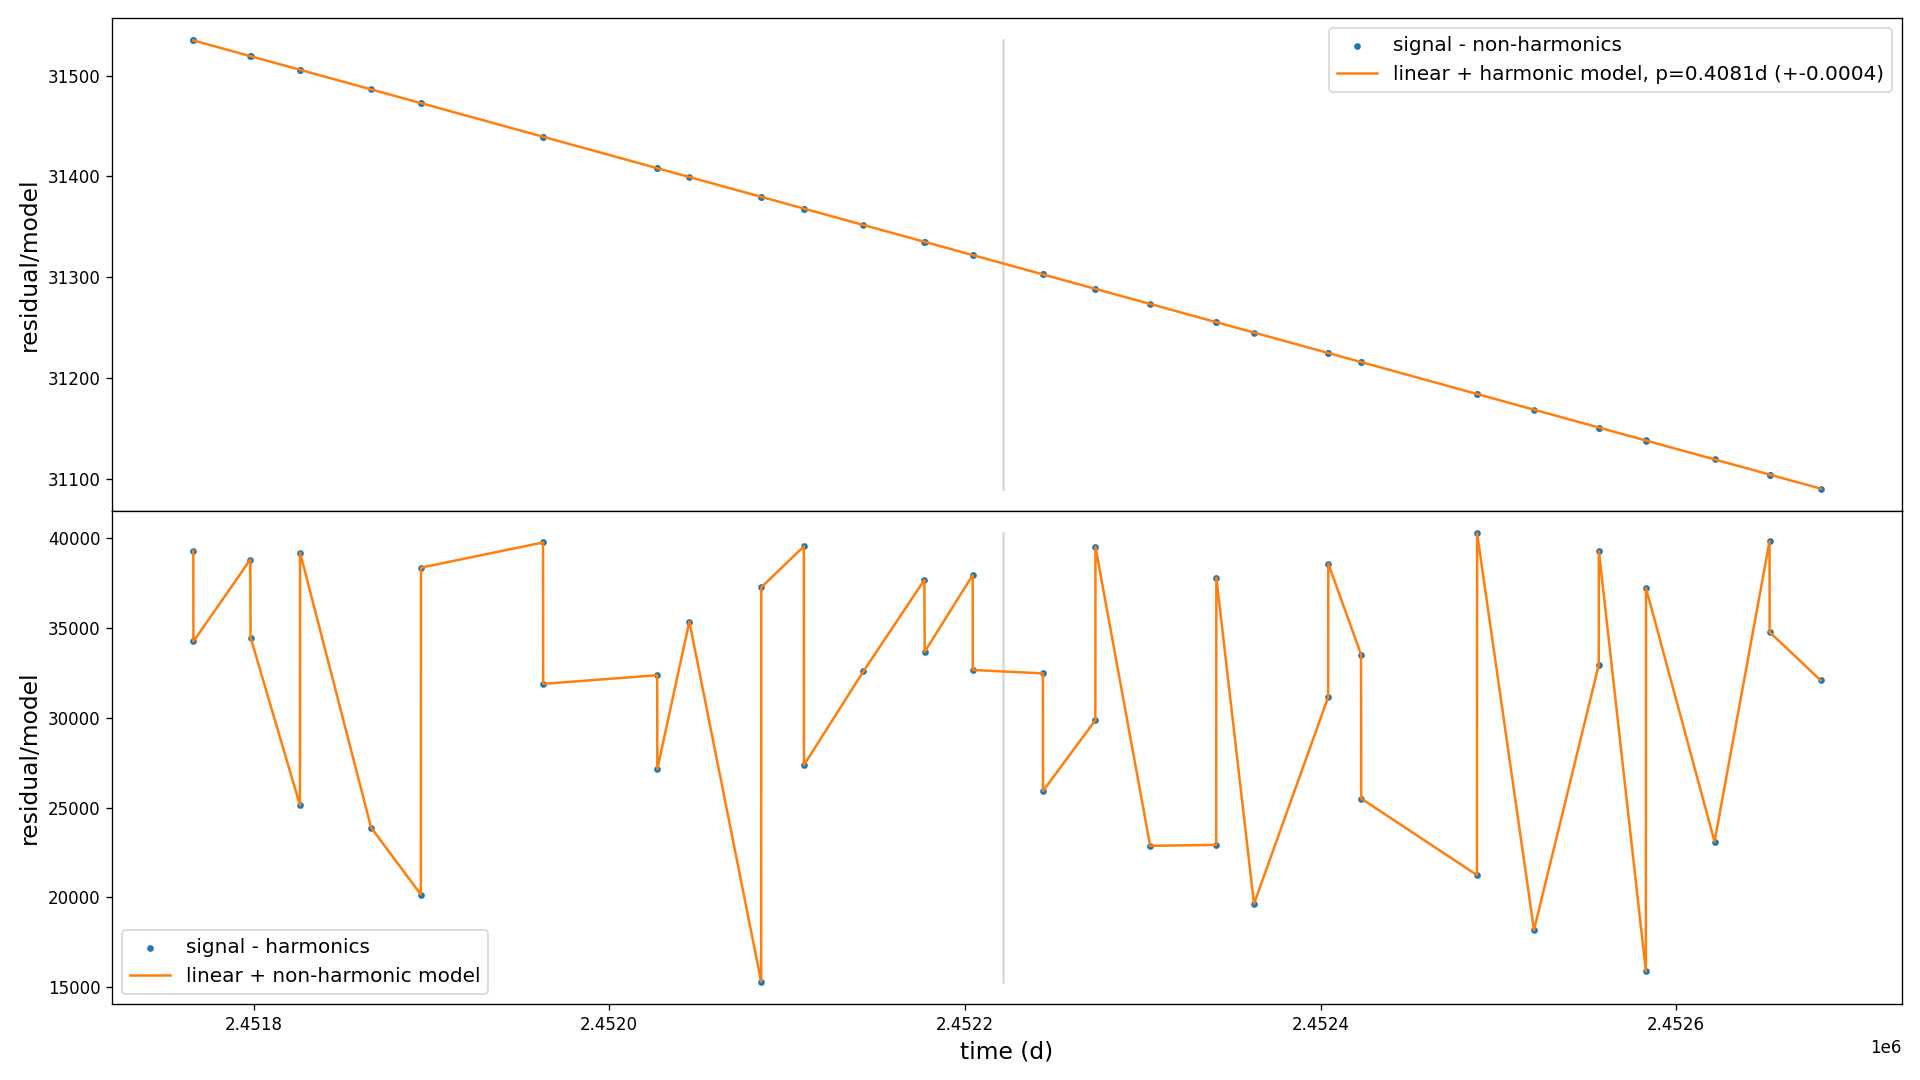 residual/model
31500
31400
31300
31200
31100
signal - non-harmonics
linear + harmonic model, p=0.4081d (+-0.0004)
residual/model
40000
35000
30000
25000
20000
15000
signal - harmonics
linear + non-harmonic model
2.4518 2.4520 2.4522 2.4524 2.4526
time (d)
1e6